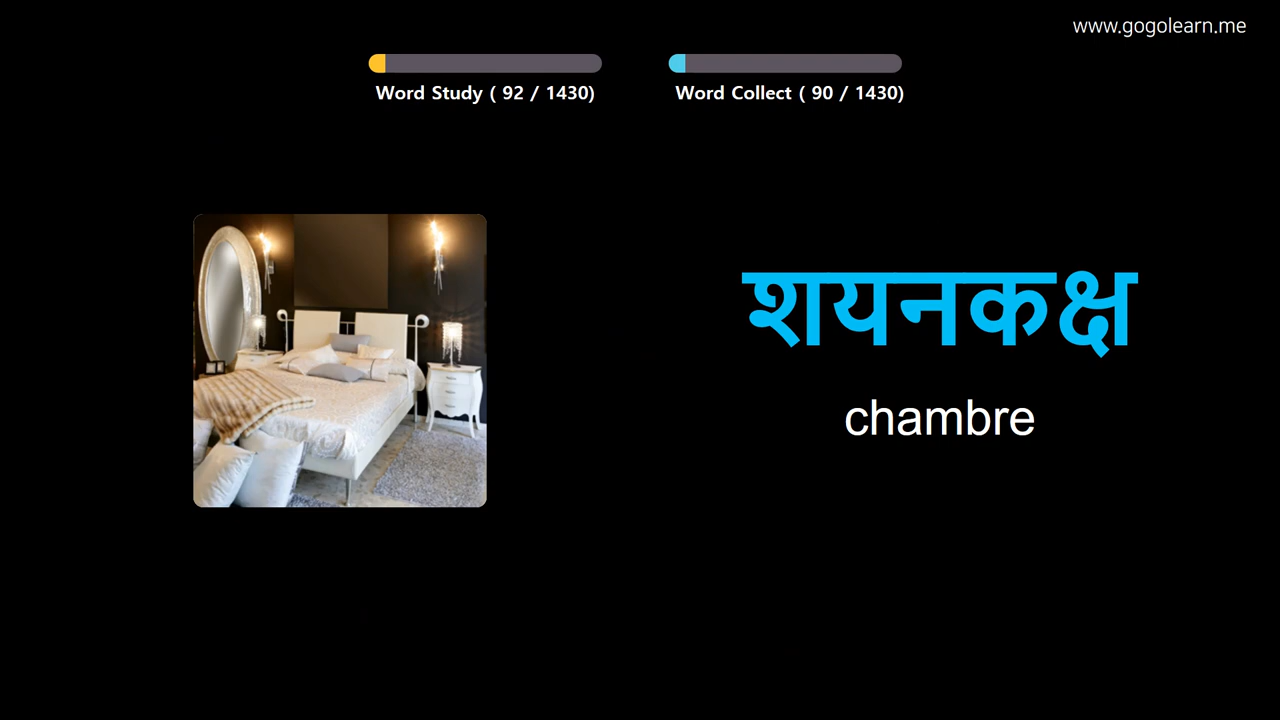 www.gogolearn.me
Word Study ( 92 / 1430)
Word Collect ( 90 / 1430)
शयनकक्ष
chambre